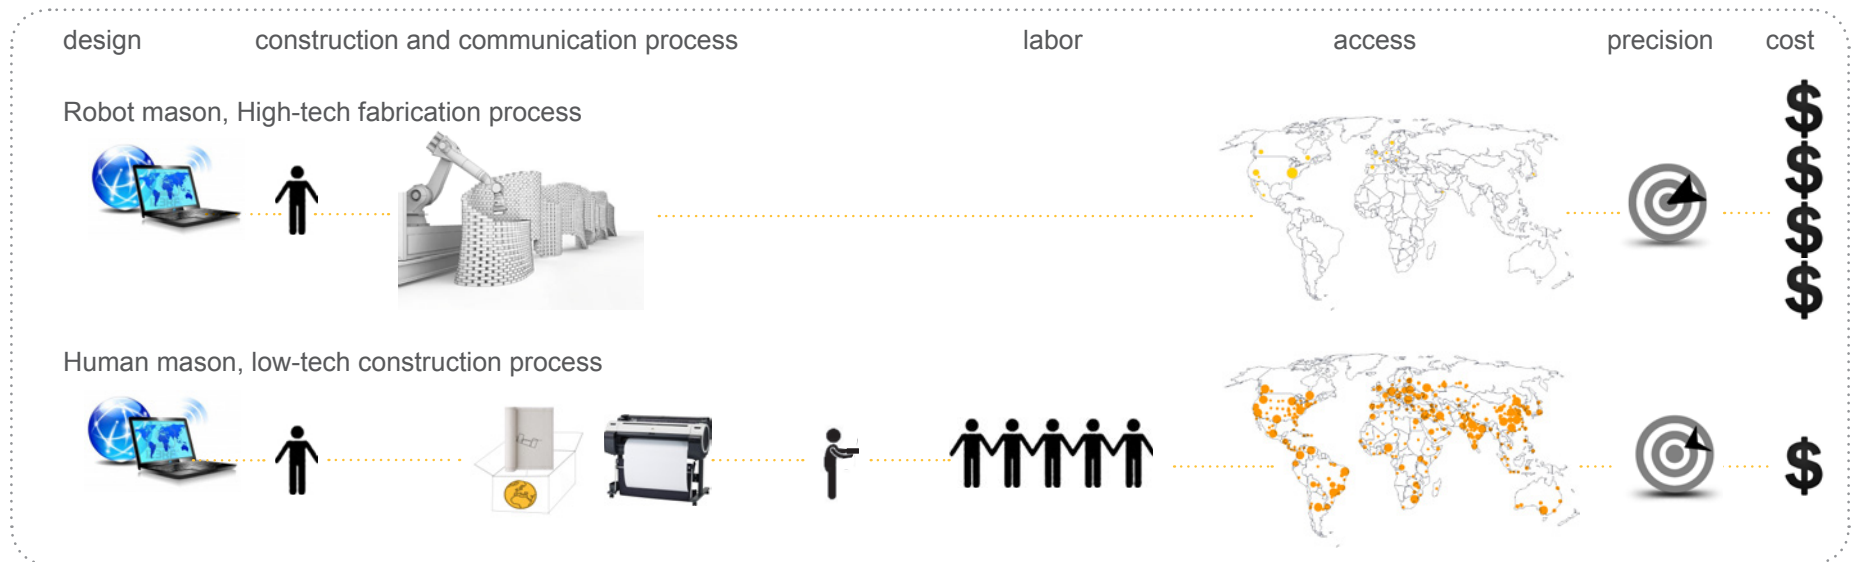 design construction and communication process labor access precision cost
Robot mason, High-tech fabrication process
$
$
$
$
Human mason, low-tech construction process
$